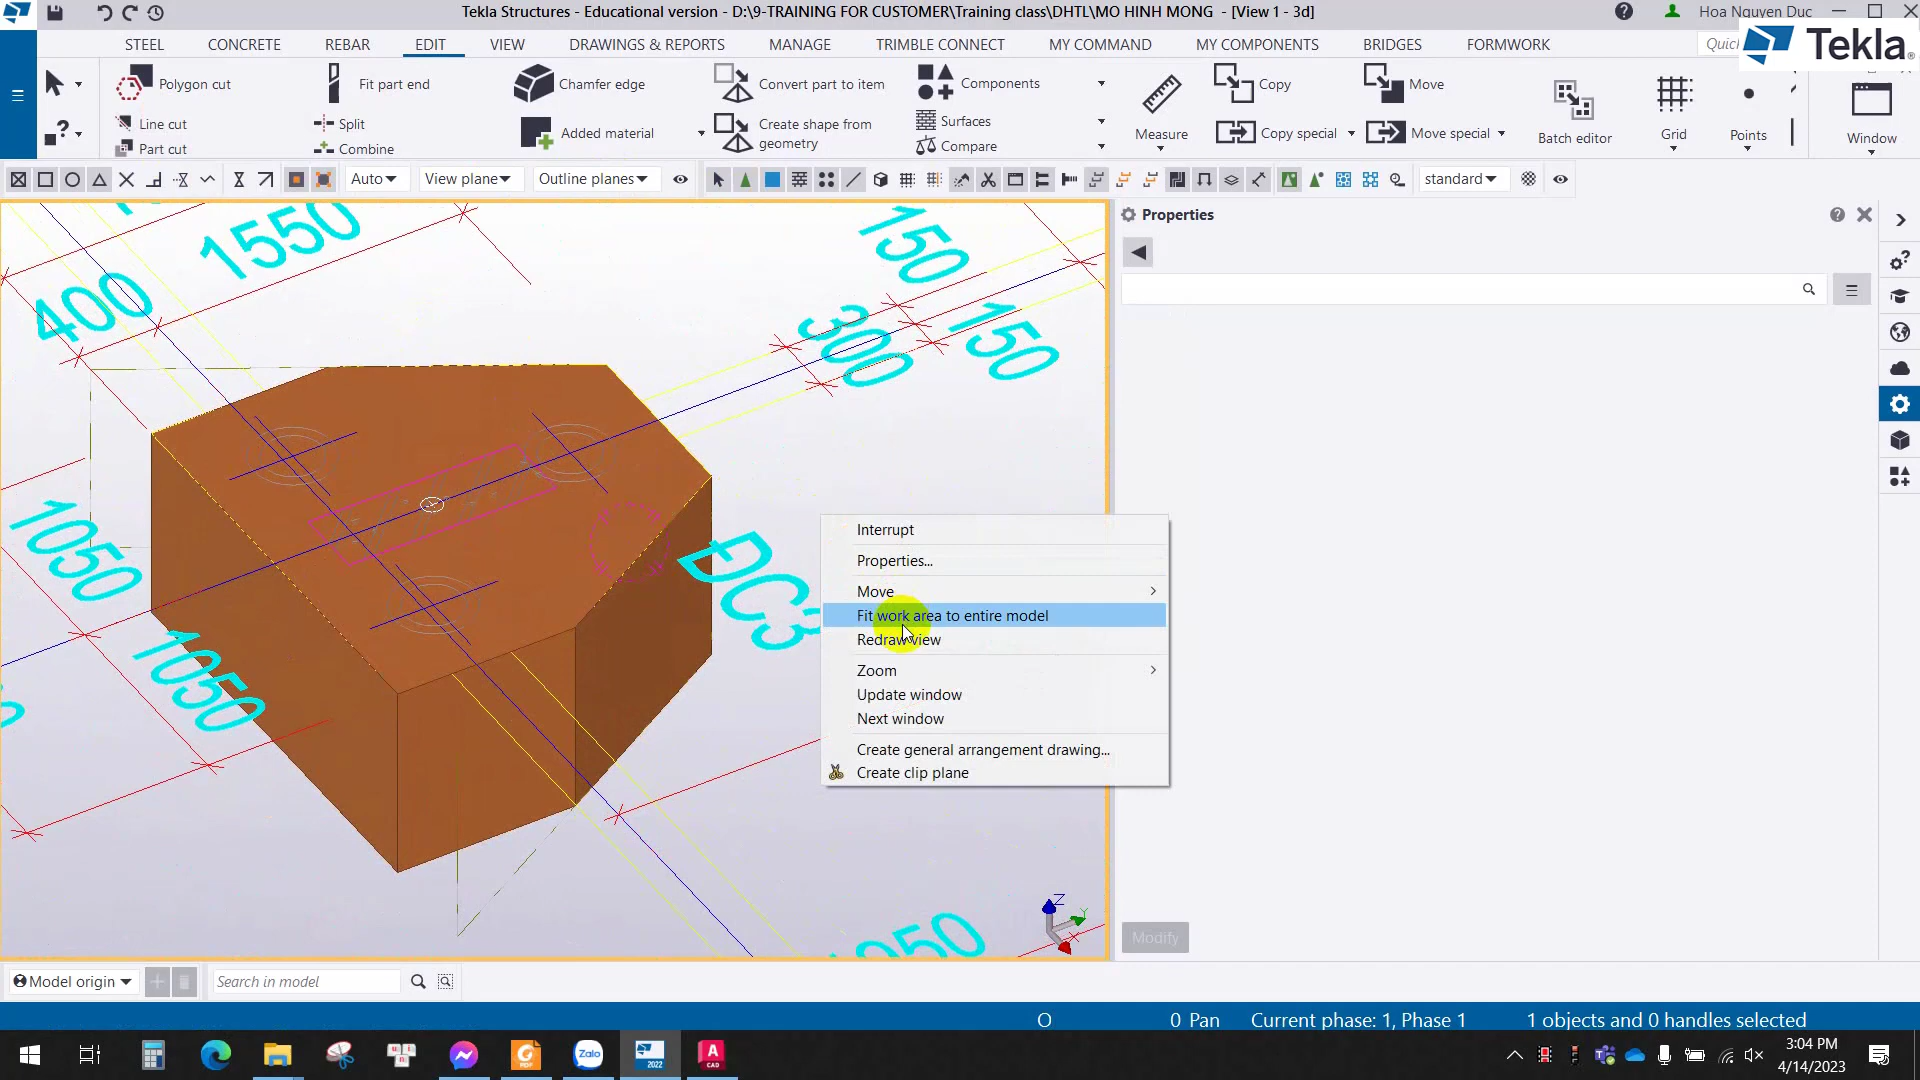 Tekla Structures - Educational version - D:\9-TRAINING FOR CUSTOMER\Training class\DHTL\MO HINH MONG - [View 1 - 3d]
Hoa Nguyen Duc
STEEL CONCRETE REBAR EDIT VIEW DRAWINGS & REPORTS MANAGE TRIMBLE CONNECT MY COMMAND MY COMPONENTS BRIDGES FORMWORK
Tekla
Polygon cut
Line cut
Part cut
Fit part end
Split
Combine
Chamfer edge
Added material
Convert part to item
Create shape from
geometry
Components
Surfaces
Compare
Measure
Copy
Copy special
Move
Move special
Batch editor
Grid
Points
Window
Auto
View plane
Outline planes
standard
Properties
1550
400
150
300
150
1050
1050
ĐC3
1050
Z
Y
X
Interrupt
Properties...
Move
Fit work area to entire model
Redraw view
Zoom
Update window
Next window
Create general arrangement drawing...
Create clip plane
Modify
Model origin
Search in model
O
0 Pan
Current phase: 1, Phase 1
1 objects and 0 handles selected
PDF
Zalo
2022
A
CAD
3:04 PM
4/14/2023